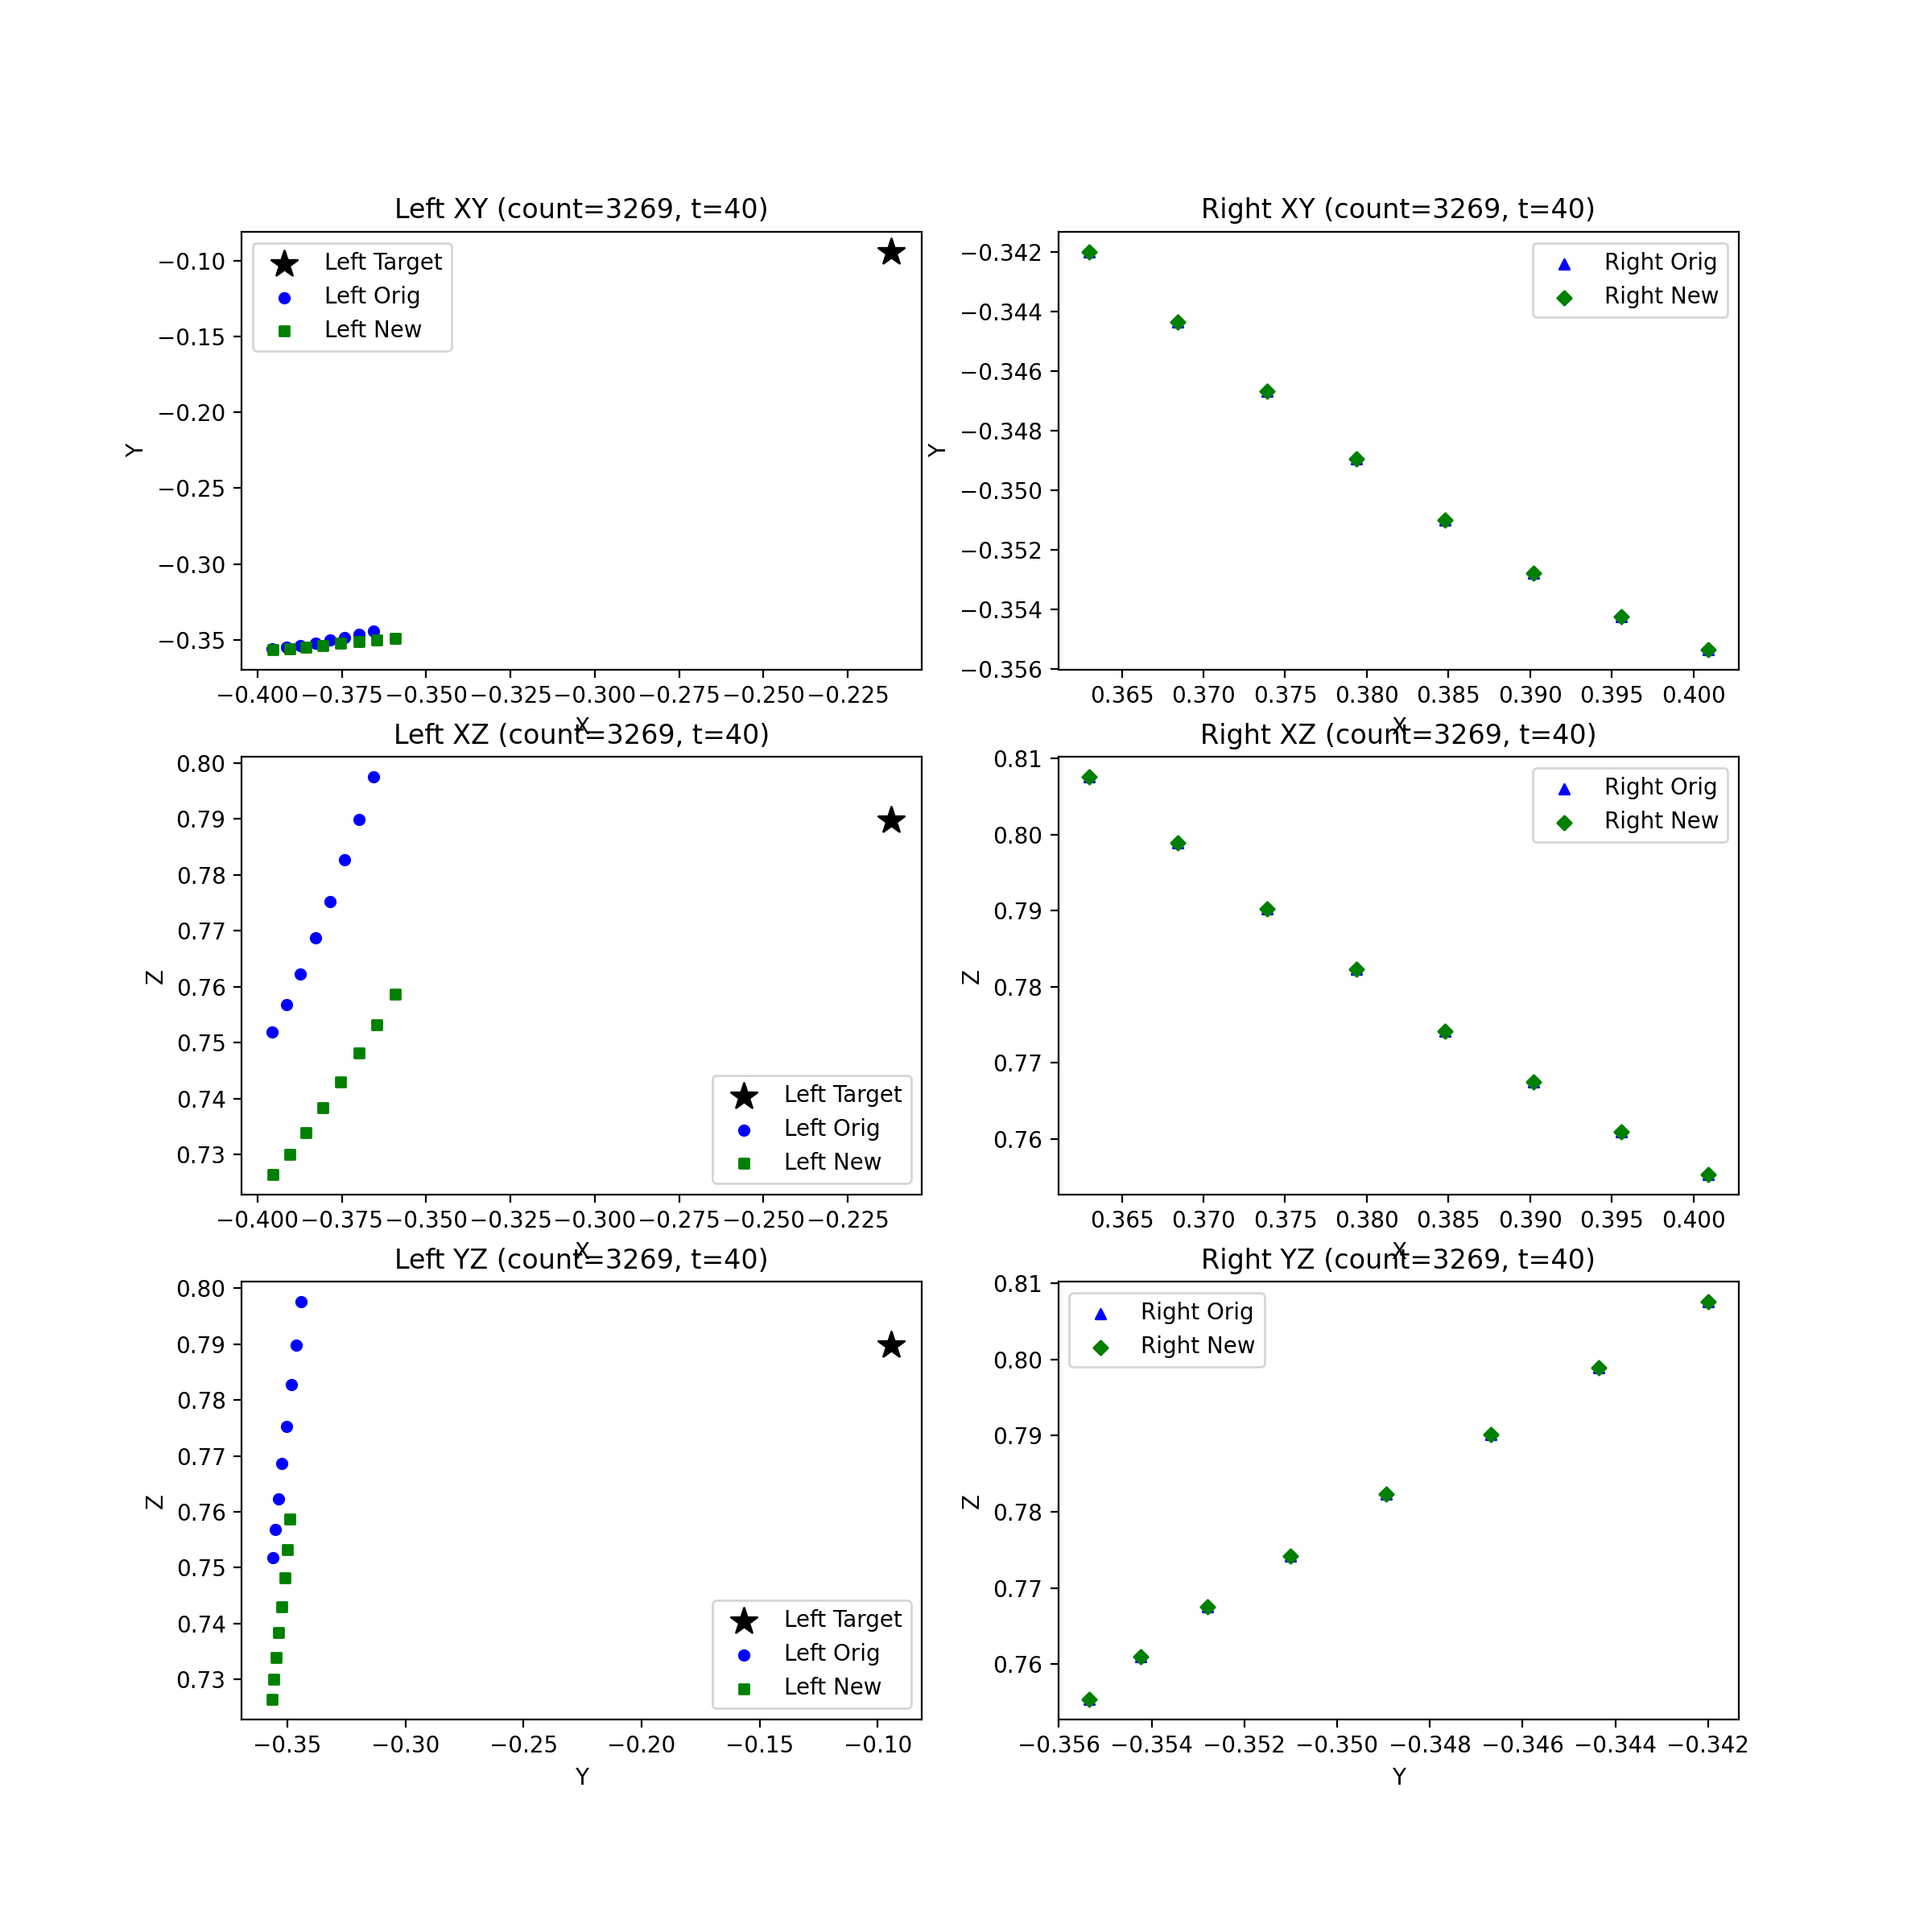 Left XY (count=3269, t=40)
Right XY (count=3269, t=40)
Left Target
Left Orig
Left New
−0.10
−0.15
−0.20
−0.25
−0.30
−0.35
Y
−0.400
−0.375
−0.350
−0.325
−0.300
−0.275
−0.250
−0.225
X
Right Orig
Right New
−0.342
−0.344
−0.346
−0.348
−0.350
−0.352
−0.354
−0.356
Y
0.365
0.370
0.375
0.380
0.385
0.390
0.395
0.400
X
Left XZ (count=3269, t=40)
Right XZ (count=3269, t=40)
0.80
0.79
0.78
0.77
0.76
0.75
0.74
0.73
Z
Left Target
Left Orig
Left New
−0.400
−0.375
−0.350
−0.325
−0.300
−0.275
−0.250
−0.225
X
Right Orig
Right New
0.81
0.80
0.79
0.78
0.77
0.76
Z
0.365
0.370
0.375
0.380
0.385
0.390
0.395
0.400
X
Left YZ (count=3269, t=40)
Right YZ (count=3269, t=40)
0.80
0.79
0.78
0.77
0.76
0.75
0.74
0.73
Z
Left Target
Left Orig
Left New
−0.35
−0.30
−0.25
−0.20
−0.15
−0.10
Y
Right Orig
Right New
0.81
0.80
0.79
0.78
0.77
0.76
Z
−0.356
−0.354
−0.352
−0.350
−0.348
−0.346
−0.344
−0.342
Y